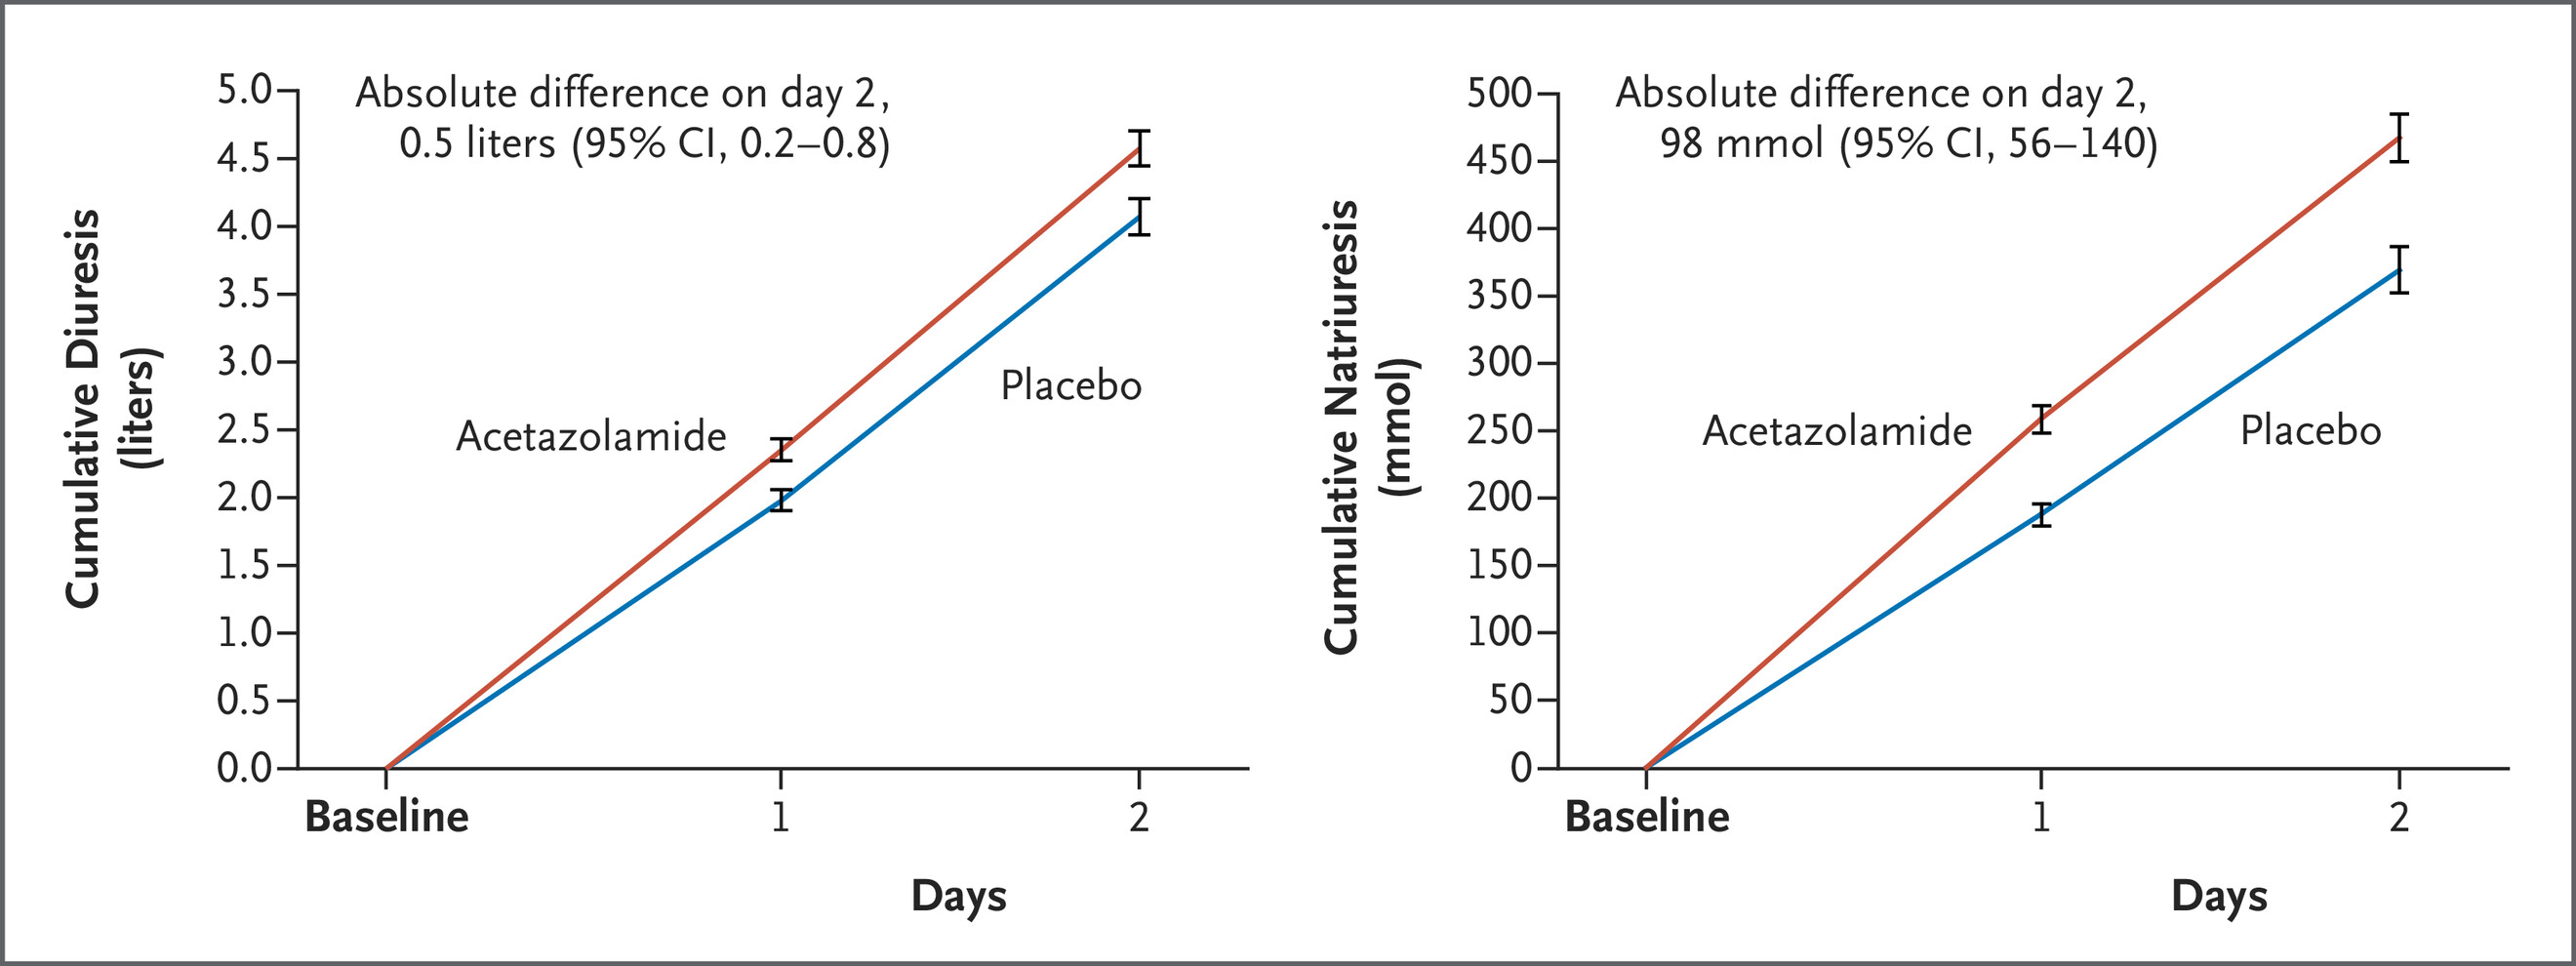 Cumulative Diuresis
(liters)
5.0
4.5
4.0
3.5
3.0
2.5
2.0
1.5
1.0
0.5
0.0
Absolute difference on day 2,
0.5 liters (95% CI, 0.2–0.8)
Acetazolamide
Placebo
Baseline
1
2
Days
Cumulative Natriuresis
(mmol)
500
450
400
350
300
250
200
150
100
50
0
Absolute difference on day 2,
98 mmol (95% CI, 56–140)
Acetazolamide
Placebo
Baseline
1
2
Days